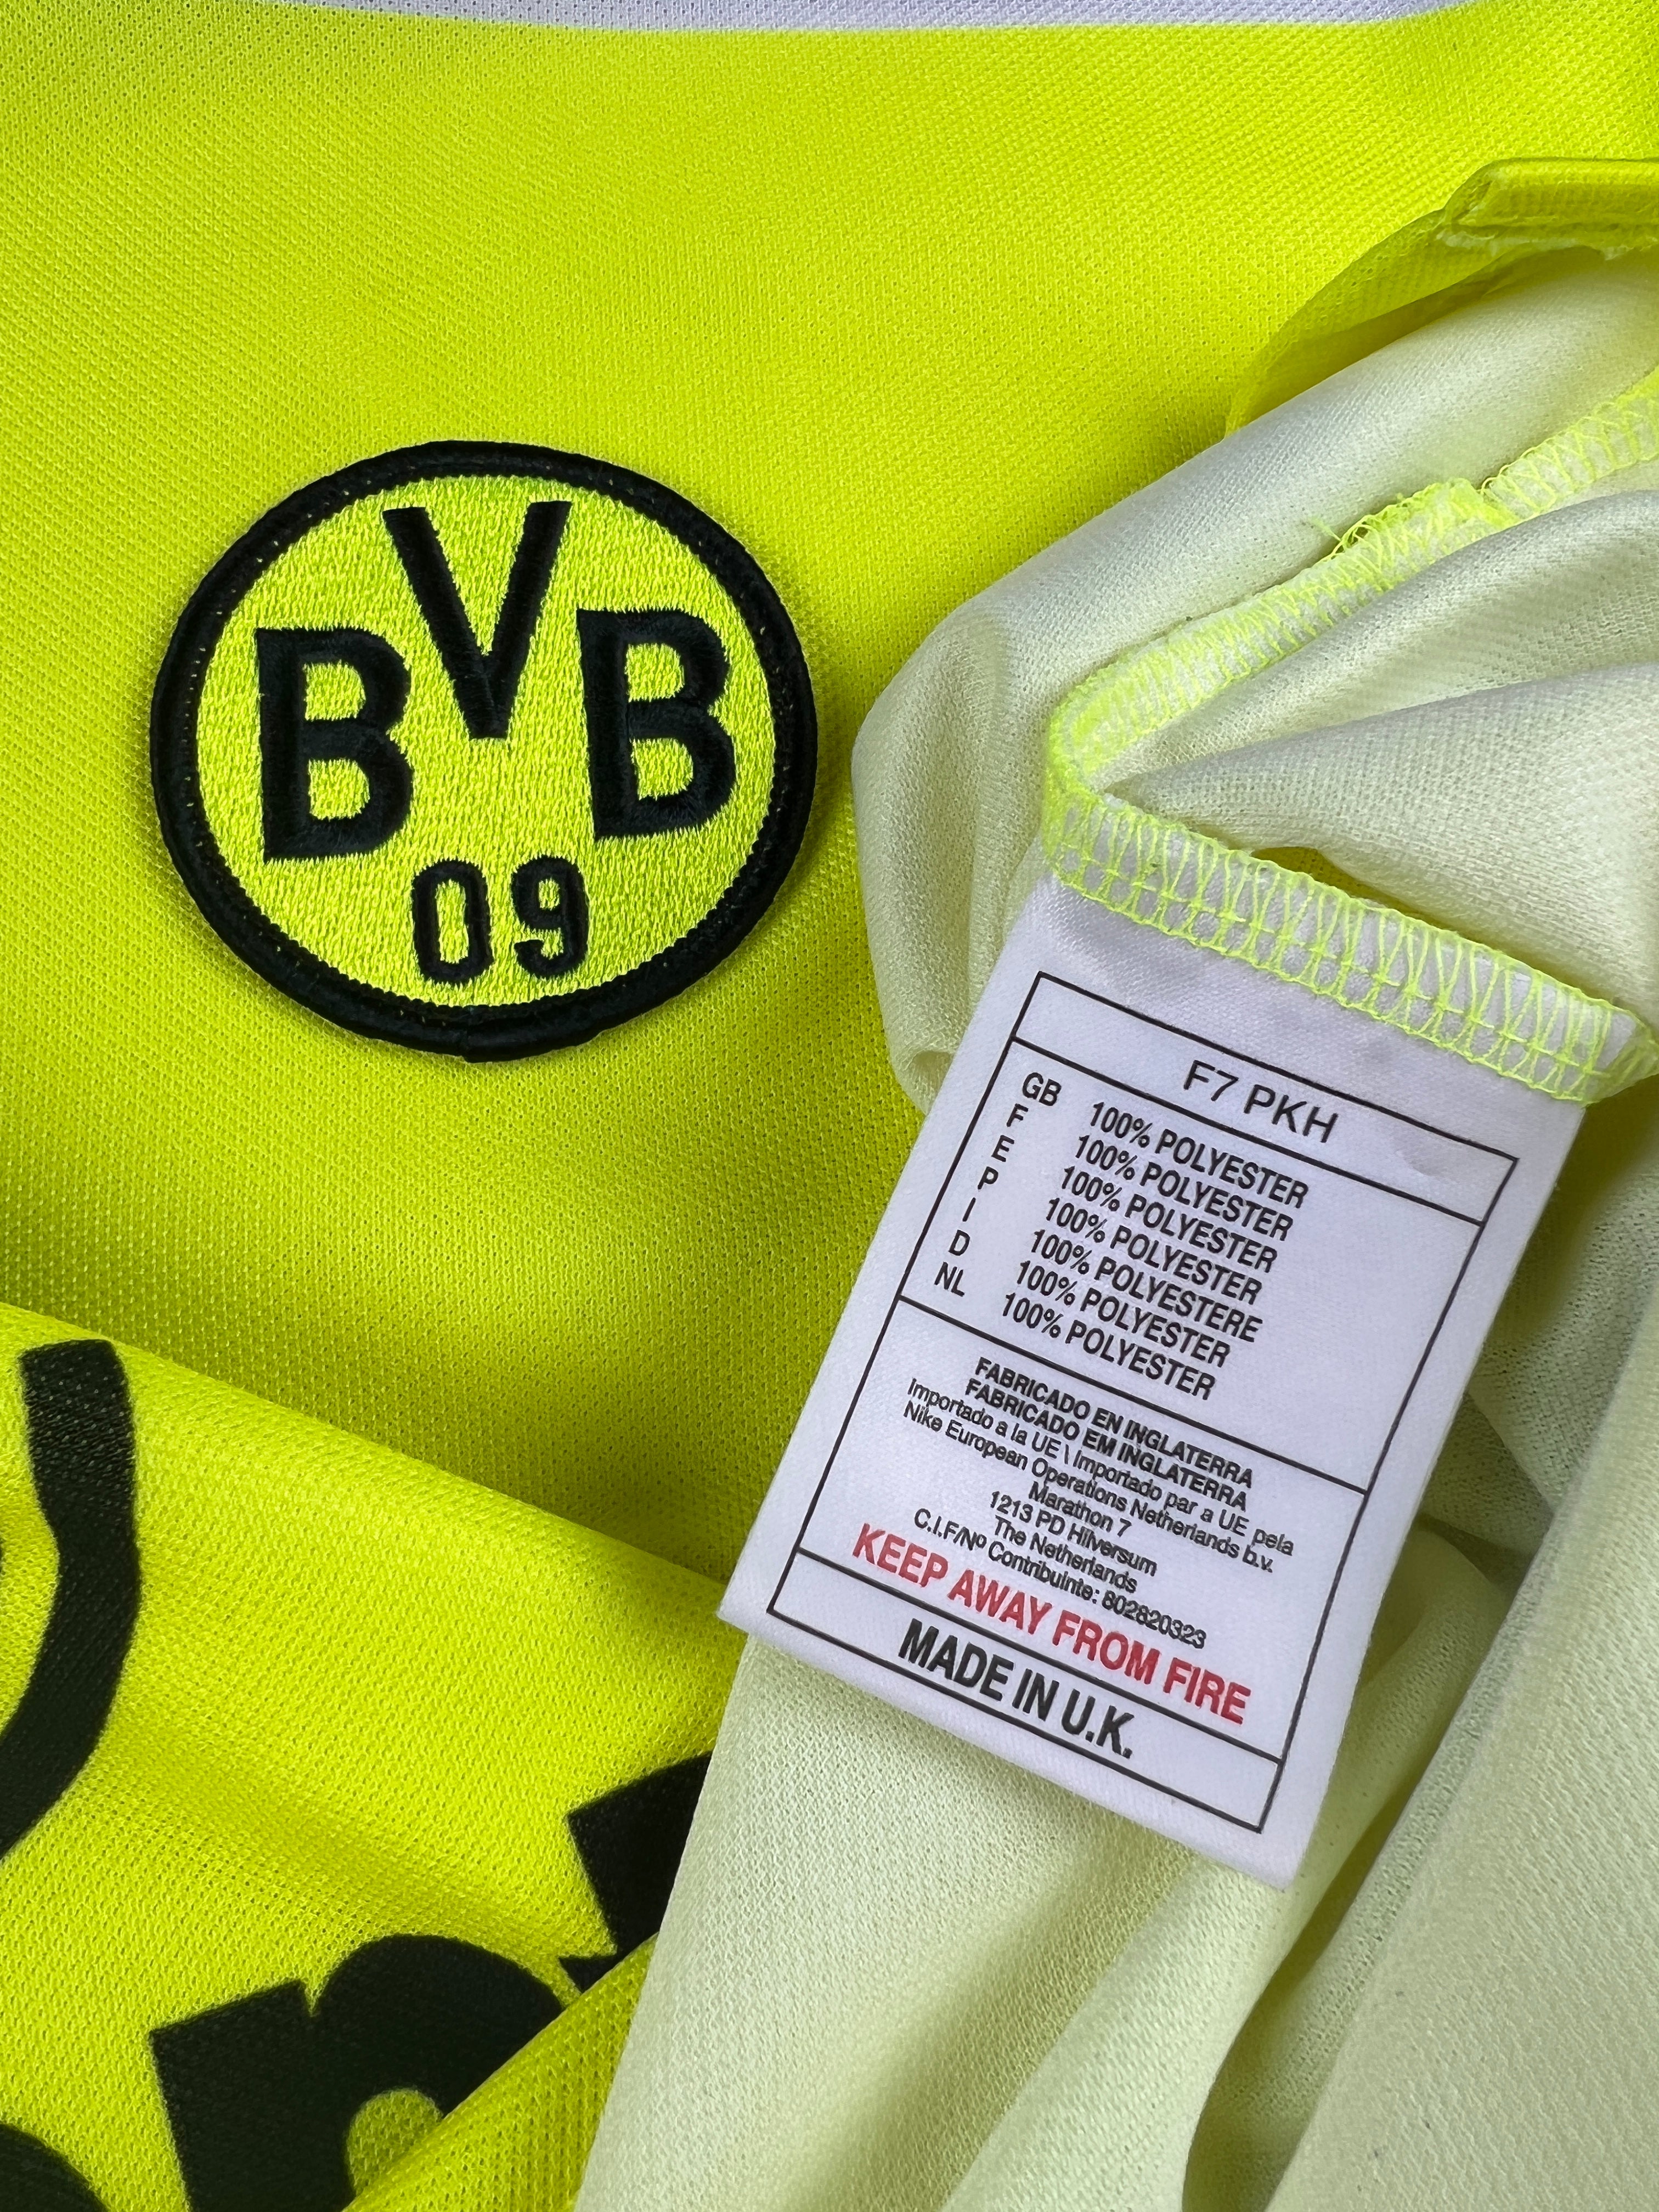 BVB
09
F7 PKH
GB 100% POLYESTER
F 100% POLYESTER
E 100% POLYESTER
P 100% POLYESTER
I 100% POLYESTERE
D 100% POLYESTER
NL 100% POLYESTER
FABRICADO EN INGLATERRA
FABRICADO EM INGLATERRA
Importado a la UE \ Importado par a UE pela
Nike European Operations Netherlands b.v.
Marathon 7
1213 PD Hilversum
The Netherlands
C.I.F/Nº Contribuinte: 802820323
KEEP AWAY FROM FIRE
MADE IN U.K.